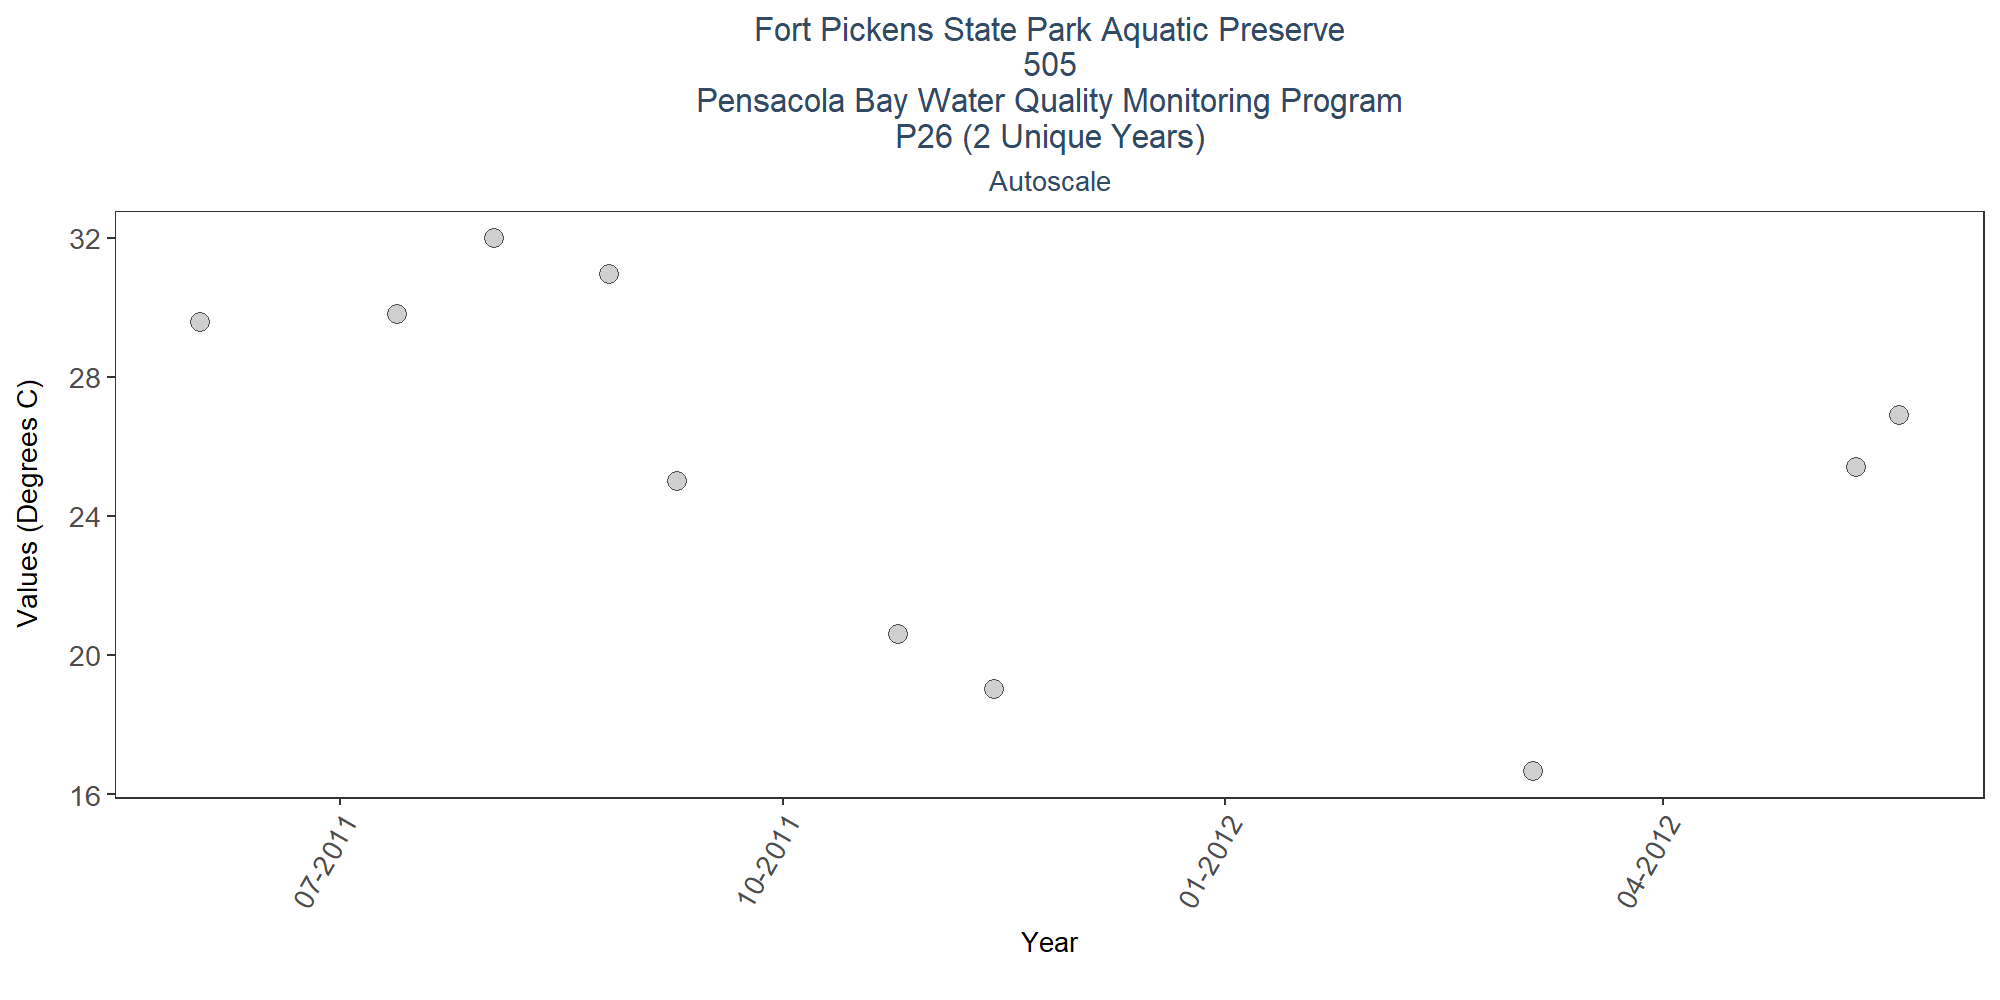 Fort Pickens State Park Aquatic Preserve
505
Pensacola Bay Water Quality Monitoring Program
P26 (2 Unique Years)
Autoscale
32
28
24
20
16
Values (Degrees C)
07-2011
10-2011
01-2012
04-2012
Year